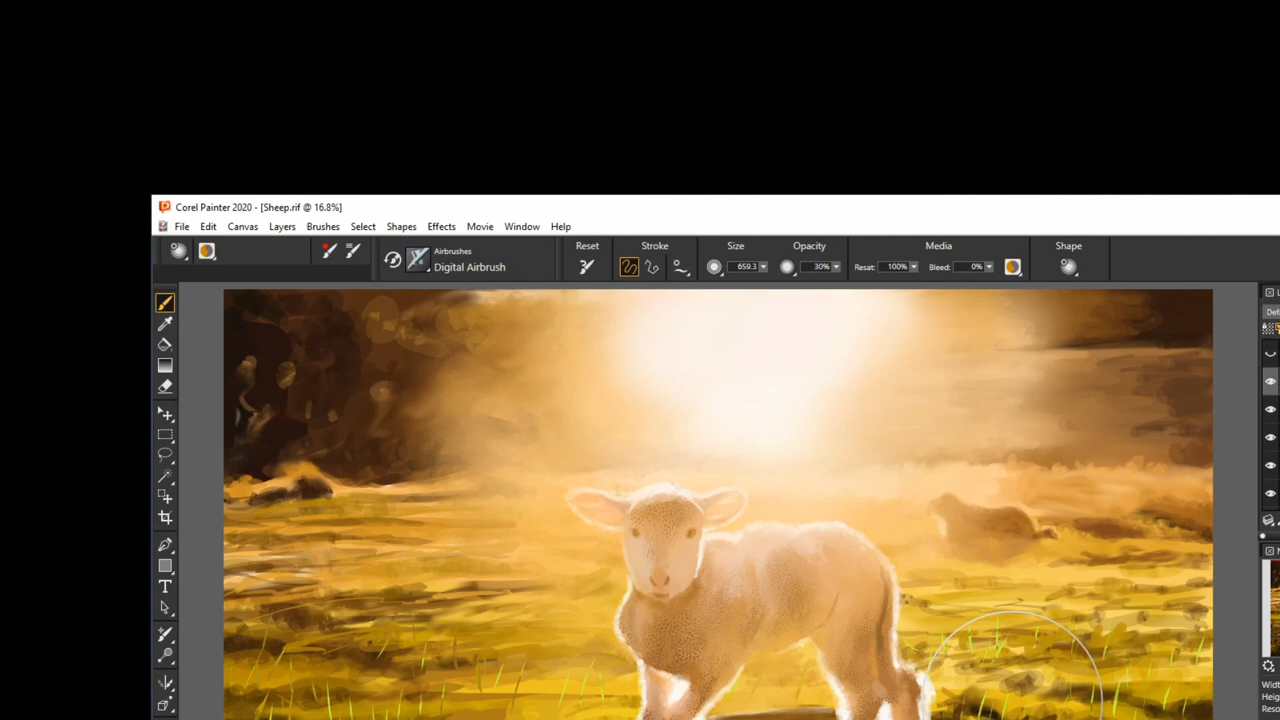 Corel Painter 2020 - [Sheep.rif @ 16.8%]
File Edit Canvas Layers Brushes Select Shapes Effects Movie Window Help
Airbrushes
Digital Airbrush
Reset
Stroke
Size
659.3
Opacity
30%
Media
Resat: 100% Bleed: 0%
Shape
T